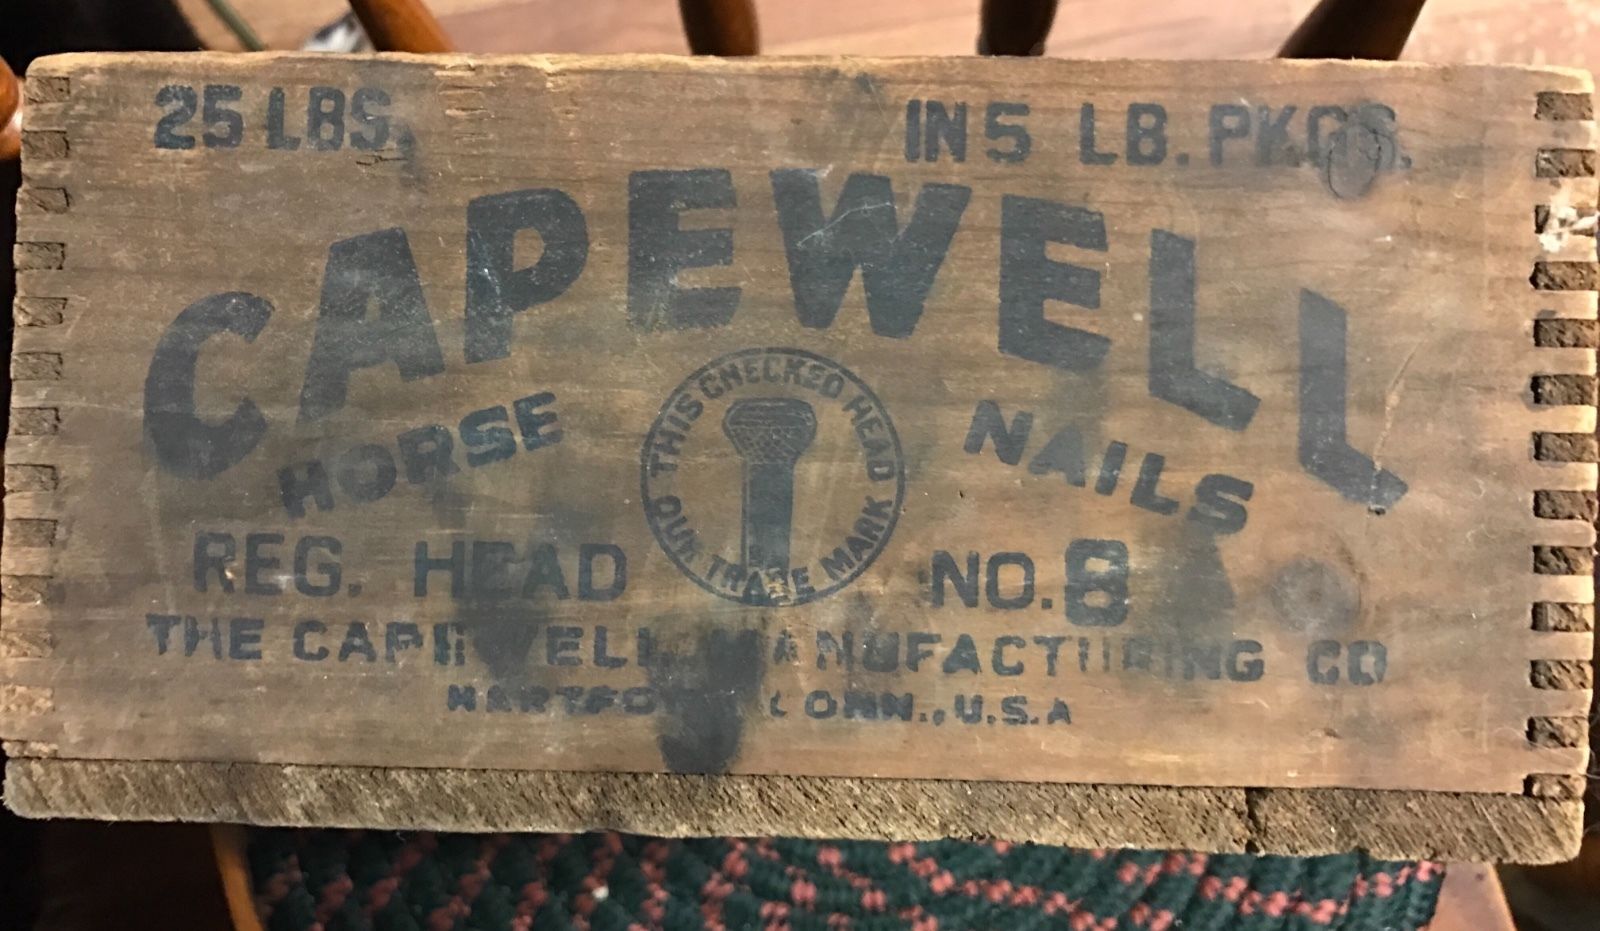 25 LBS. IN 5 LB. PKGS.
CAPEWELL
HORSE NAILS
THIS CHECKED HEAD
OUR TRADE MARK
REG. HEAD NO. 8
THE CAPEWELL MANUFACTURING CO
HARTFORD CONN., U.S.A